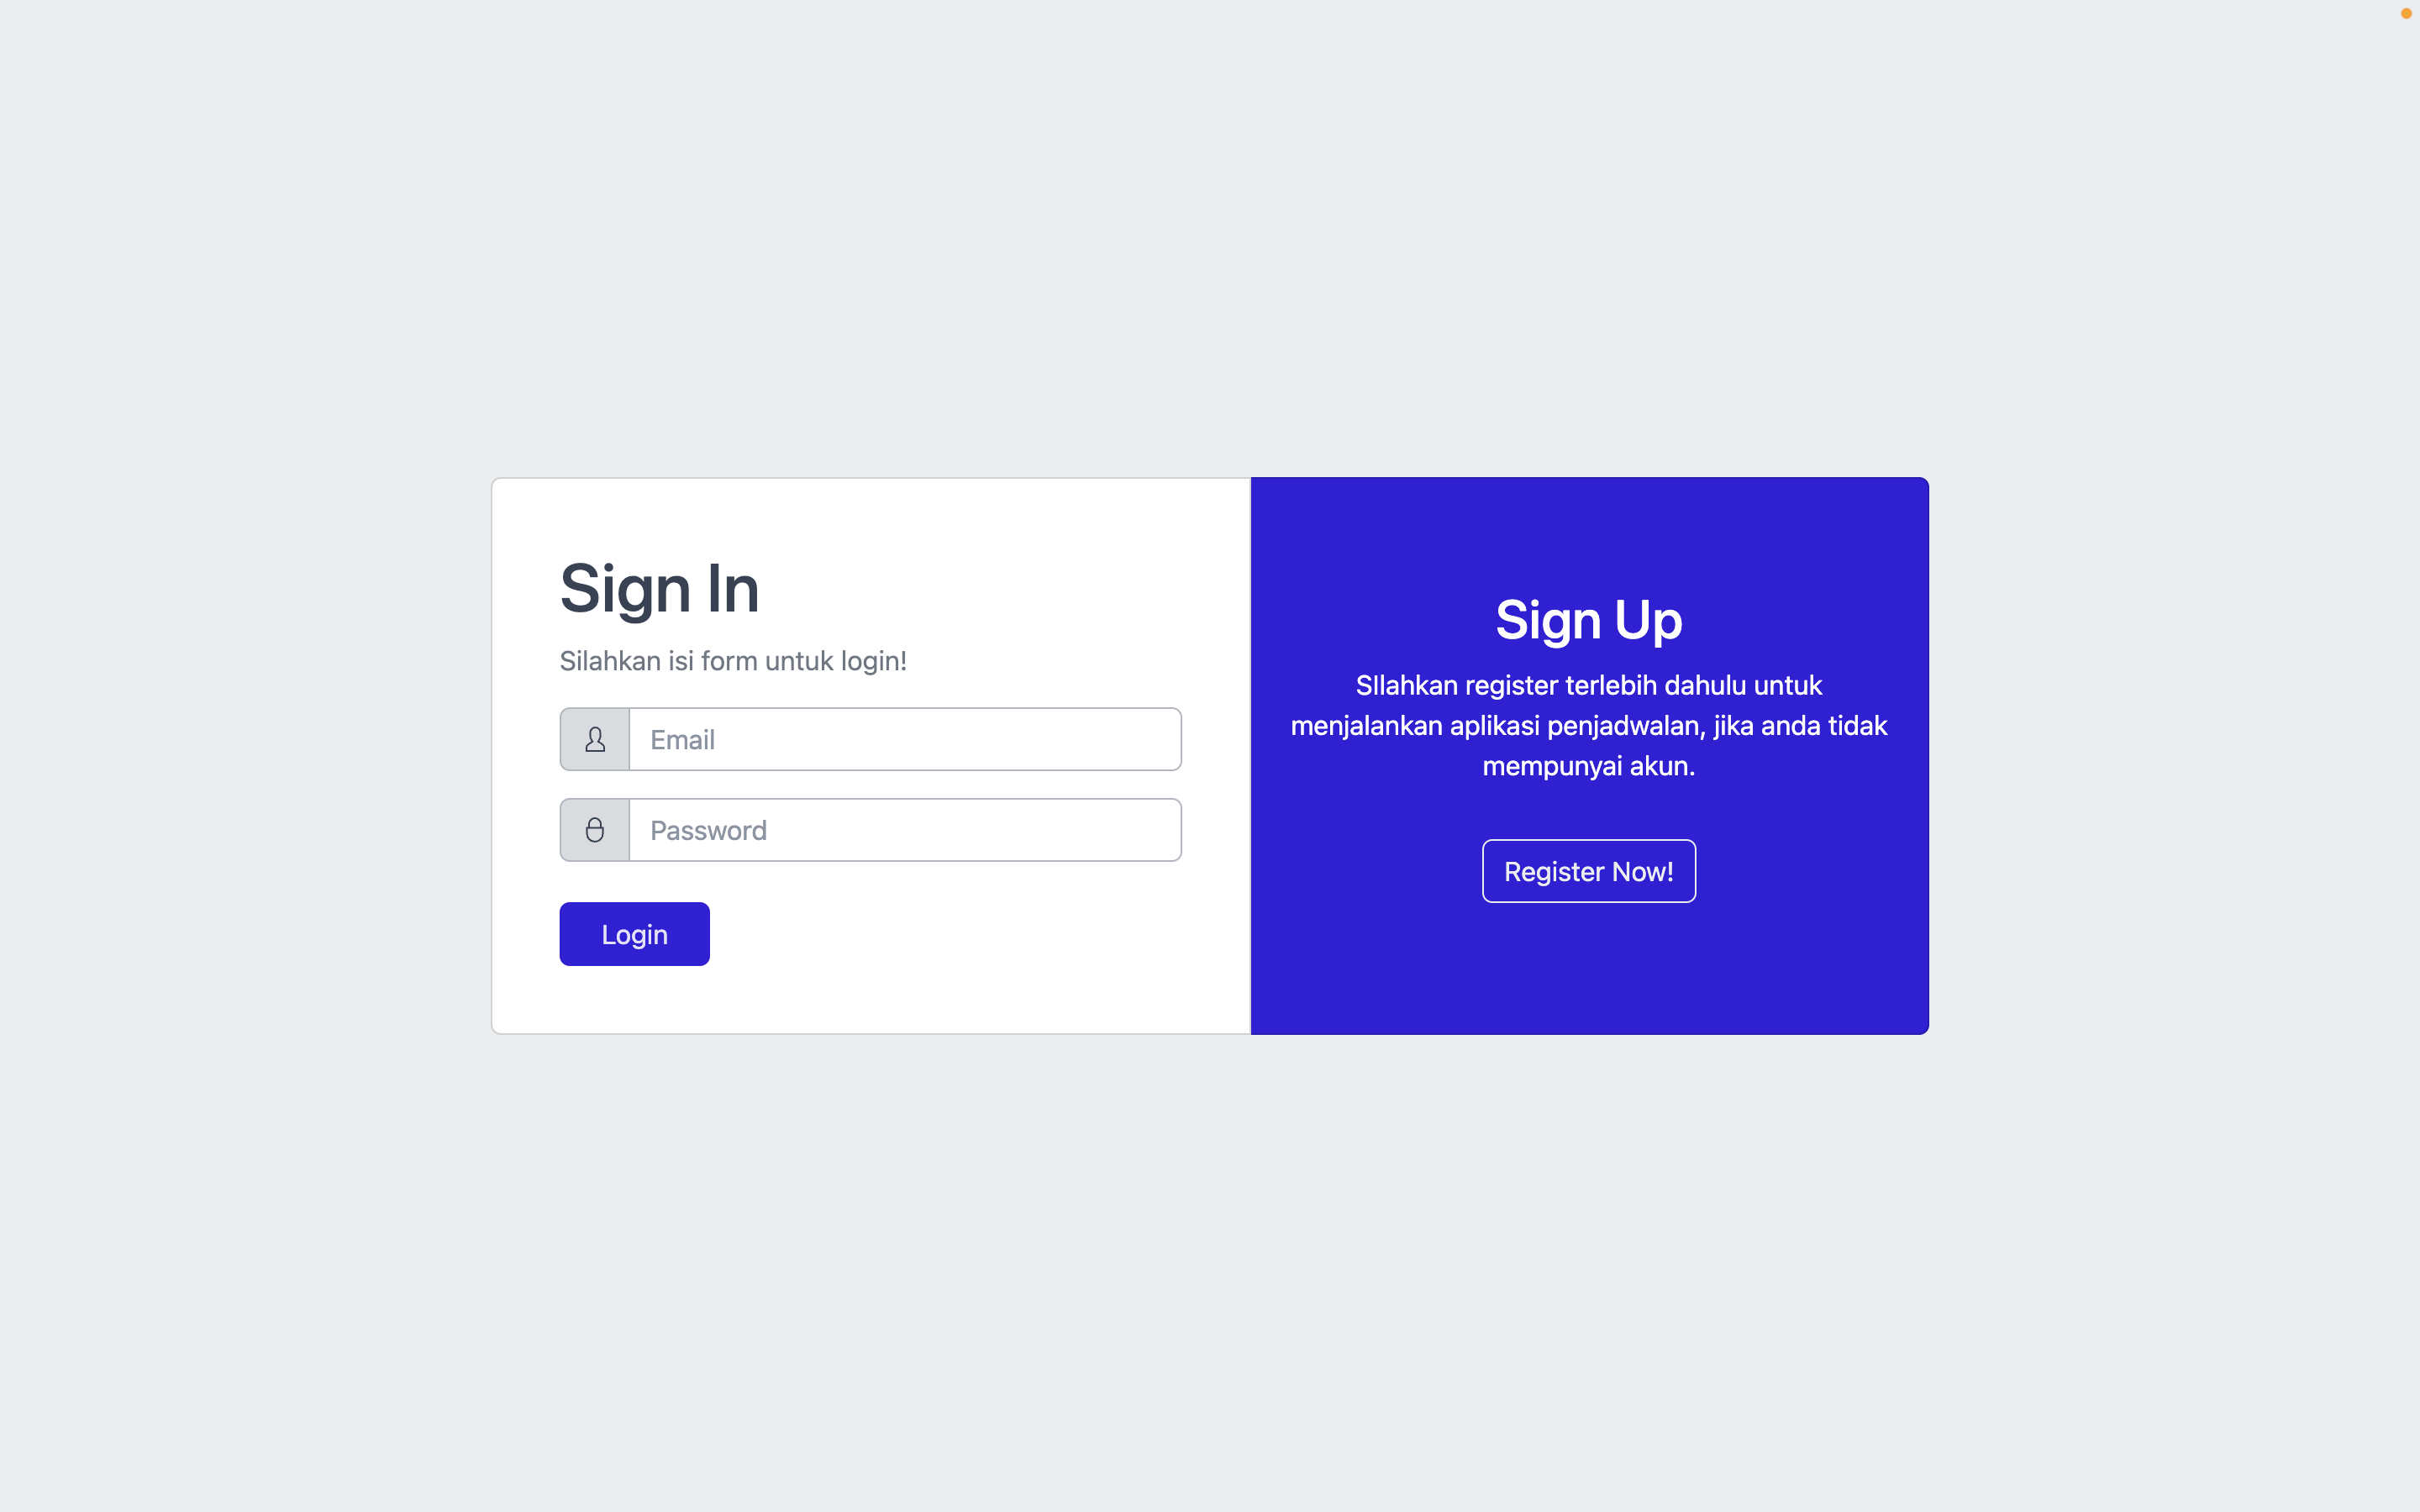 Sign In
Silahkan isi form untuk login!
Email
Password
Login
Sign Up
SIlahkan register terlebih dahulu untuk
menjalankan aplikasi penjadwalan, jika anda tidak
mempunyai akun.
Register Now!